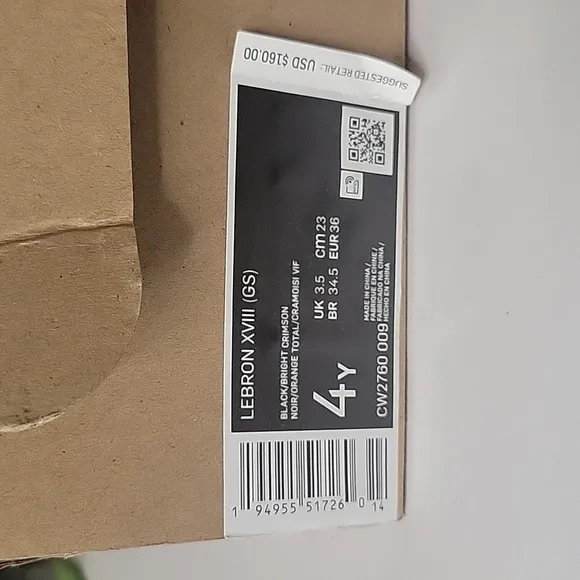 SUGGESTED RETAIL: USD $160.00
LEBRON XVIII (GS)
BLACK/BRIGHT CRIMSON
NOIR/ORANGE TOTAL/CRAMOISI VIF
4Y
UK 3.5 cm 23
BR 34.5 EUR 36
CW2760 009
MADE IN CHINA /
FABRIQUE EN CHINE /
FABRICADO NA CHINA /
HECHO EN CHINA
1 94955 51726 0 14